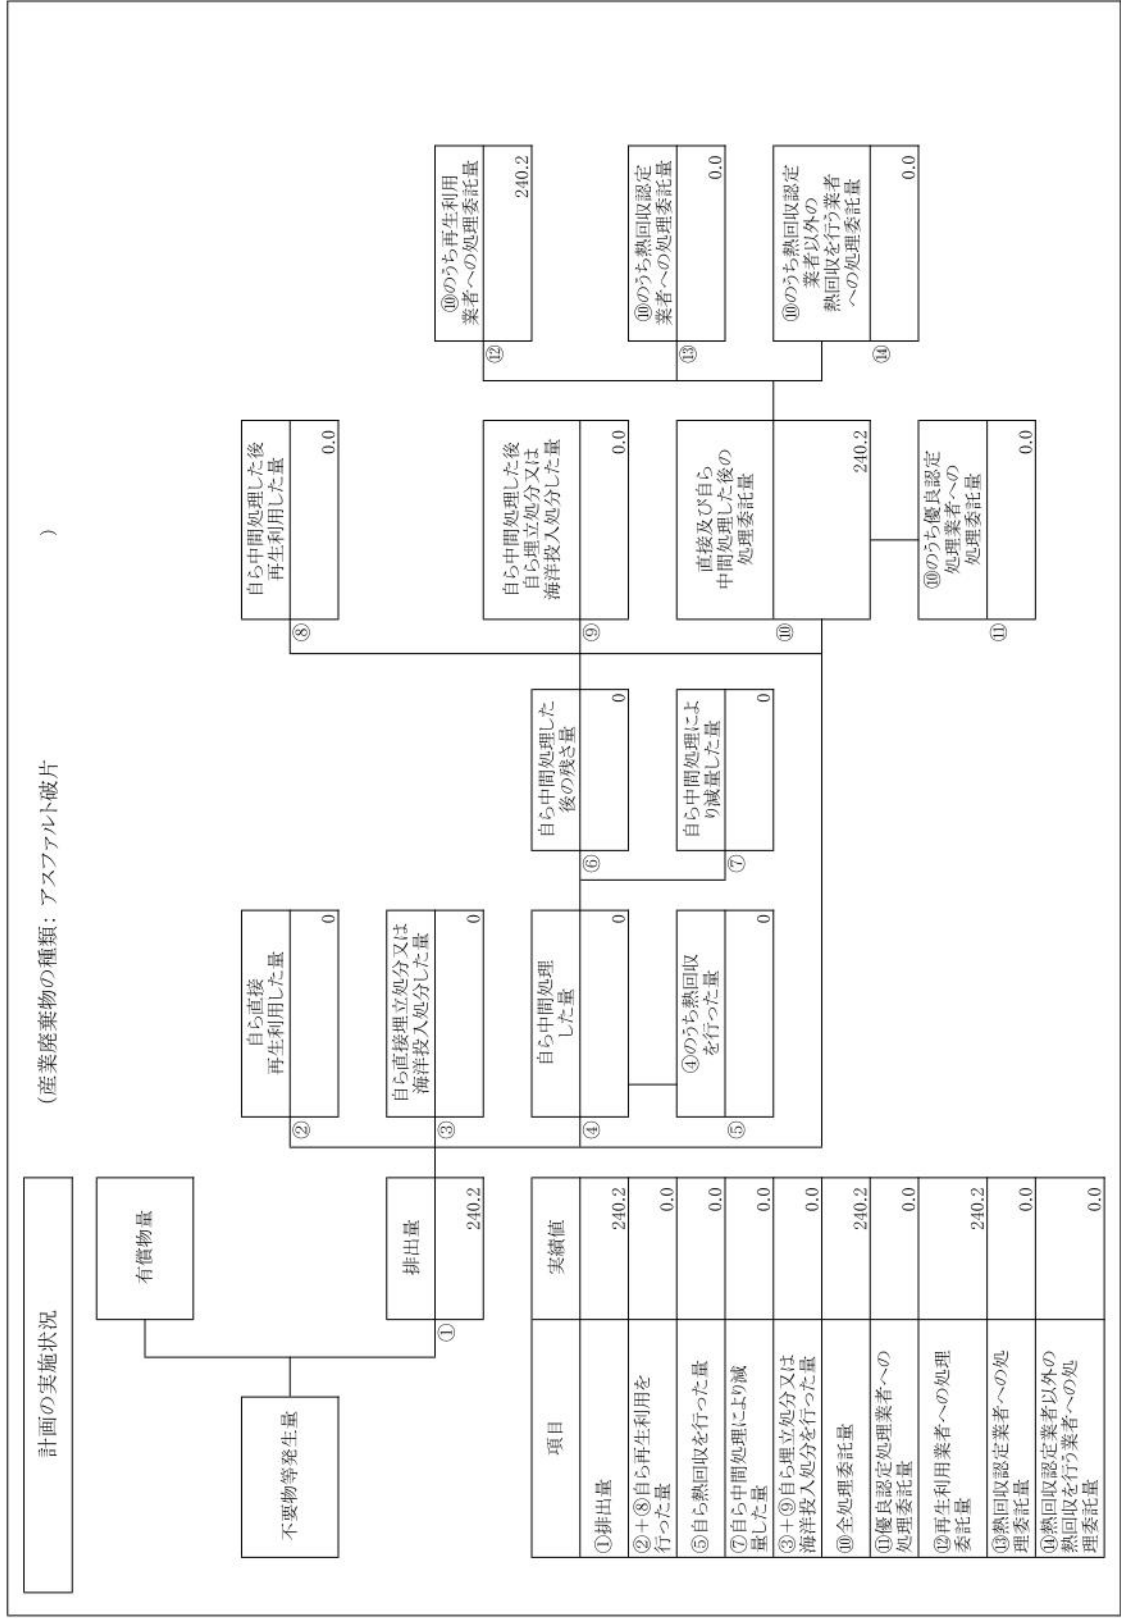 計画の実施状況
(産業廃棄物の種類: アスファルト破片
)
不要物等発生量
有償物量
①
排出量
240.2
②
自ら直接
再生利用した量
0
③
自ら直接埋立処分又は
海洋投入処分した量
0
④
自ら中間処理
した量
0
⑤
④のうち熱回収
を行った量
0
⑥
自ら中間処理した
後の残さ量
0
⑦
自ら中間処理によ
り減量した量
0
⑧
自ら中間処理した後
再生利用した量
0.0
⑨
自ら中間処理した後
自ら埋立処分又は
海洋投入処分した量
0.0
⑩
直接及び自ら
中間処理した後の
処理委託量
240.2
⑪
⑩のうち優良認定
処理業者への
処理委託量
0.0
⑫
⑩のうち再生利用
業者への処理委託量
240.2
⑬
⑩のうち熱回収認定
業者への処理委託量
0.0
⑭
⑩のうち熱回収認定
業者以外の
熱回収を行う業者
への処理委託量
0.0
項目 実績値
①排出量 240.2
②+⑧自ら再生利用を
行った量 0.0
⑤自ら熱回収を行った量 0.0
⑦自ら中間処理により減
量した量 0.0
③+⑨自ら埋立処分又は
海洋投入処分を行った量 0.0
⑩全処理委託量 240.2
⑪優良認定処理業者への
処理委託量 0.0
⑫再生利用業者への処理
委託量 240.2
⑬熱回収認定業者への処
理委託量 0.0
⑭熱回収認定業者以外の
熱回収を行う業者への処
理委託量 0.0